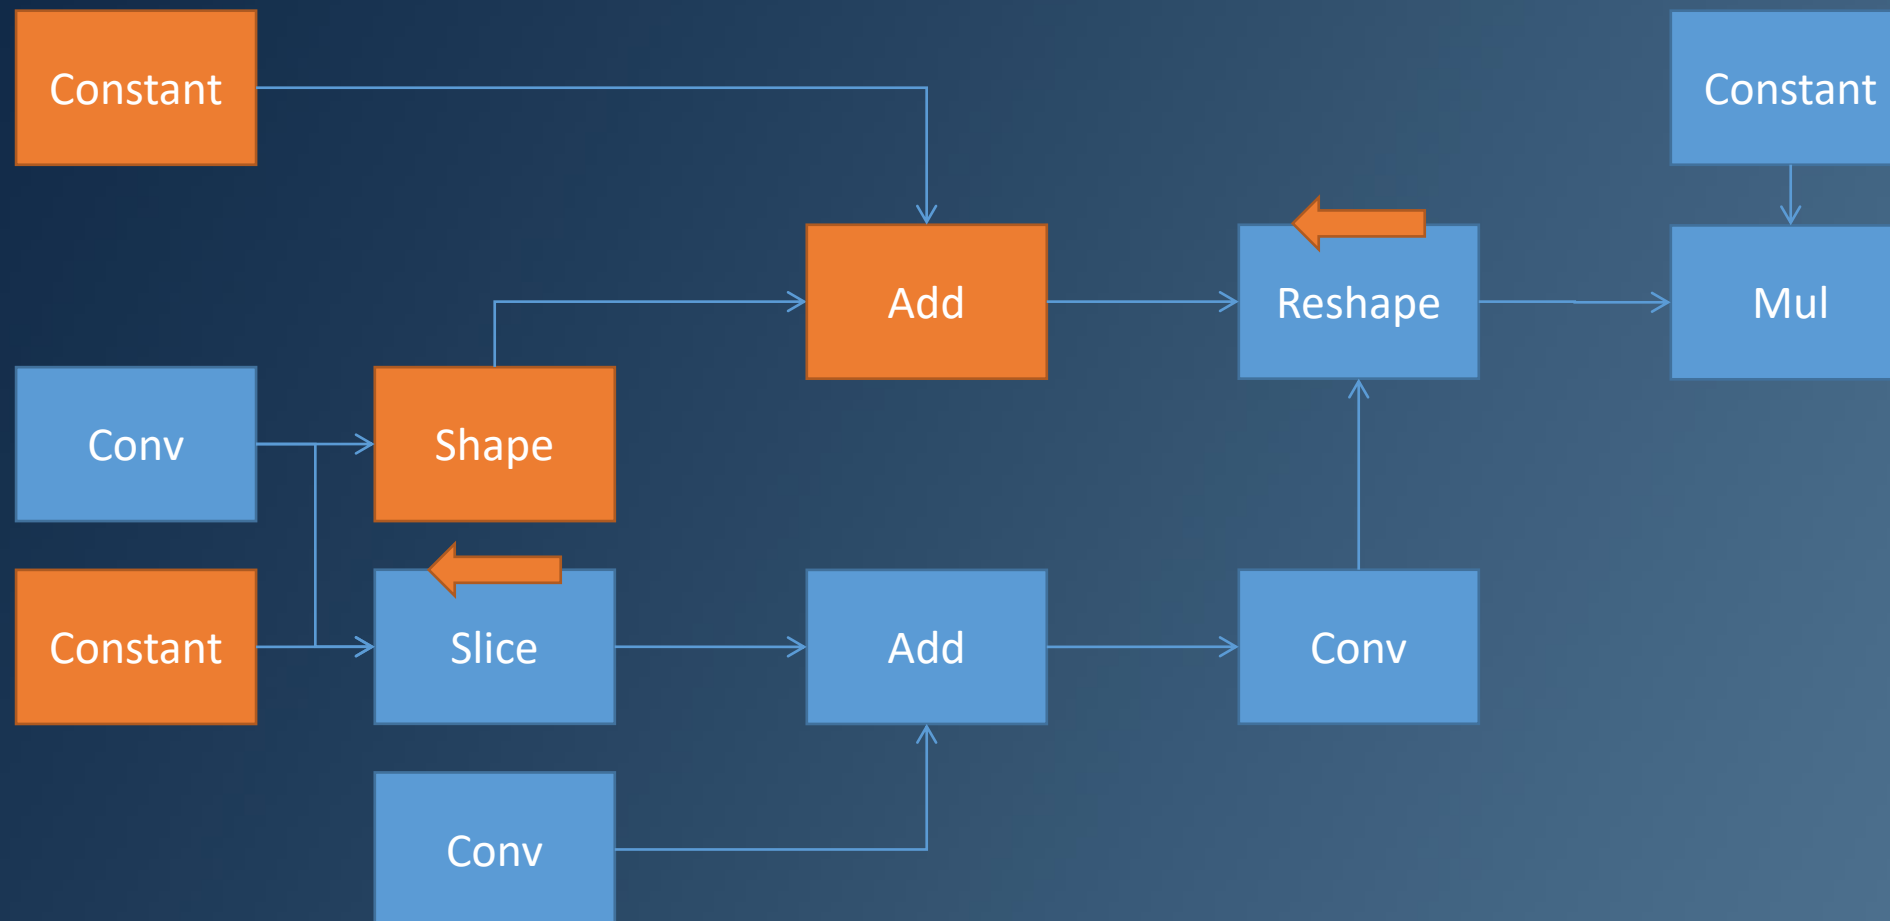 Constant
Constant
Add
Reshape
Mul
Conv
Shape
Constant
Slice
Add
Conv
Conv